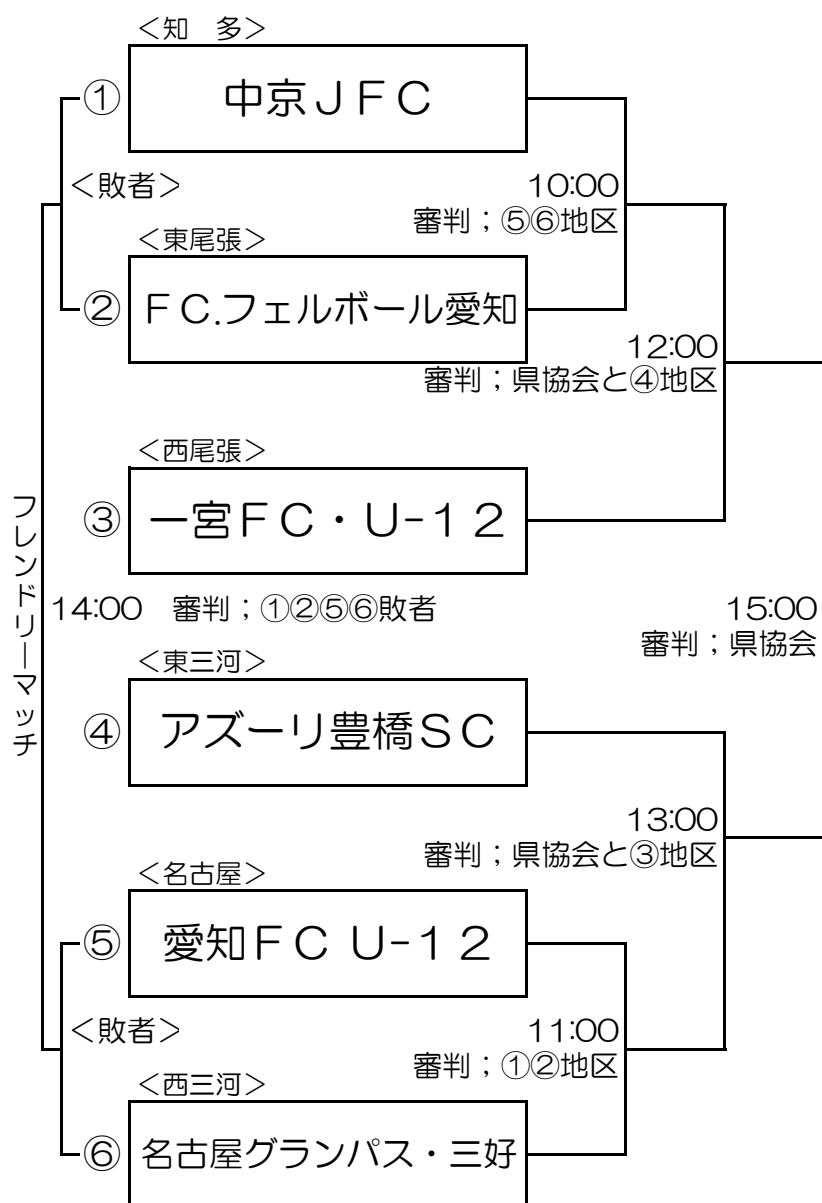 ＜知　多＞
① 中京ＪＦＣ
＜敗者＞
10:00
審判；⑤⑥地区
＜東尾張＞
② ＦＣ.フェルボール愛知
12:00
審判；県協会と④地区
＜西尾張＞
③ 一宮ＦＣ・Ｕ-１２
フレンドリーマッチ
14:00　審判；①②⑤⑥敗者
15:00
審判；県協会
＜東三河＞
④ アズーリ豊橋ＳＣ
13:00
審判；県協会と③地区
＜名古屋＞
⑤ 愛知ＦＣ Ｕ-１２
＜敗者＞
11:00
審判；①②地区
＜西三河＞
⑥ 名古屋グランパス・三好